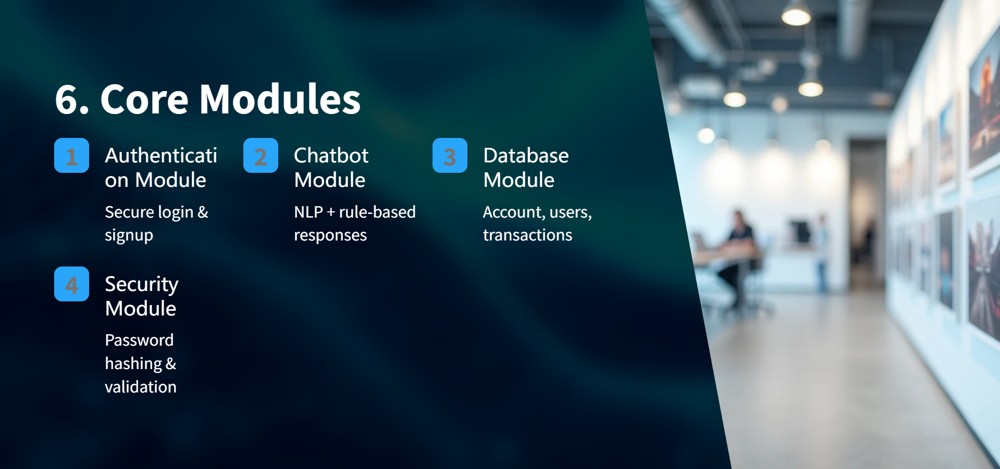 6. Core Modules
1
Authenticati
on Module
Secure login &
signup
2
Chatbot
Module
NLP + rule-based
responses
3
Database
Module
Account, users,
transactions
4
Security
Module
Password
hashing &
validation